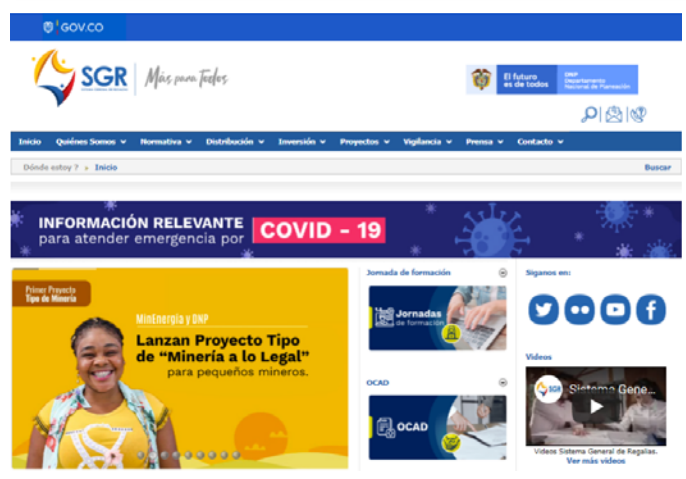 GOV.CO
SGR
Más para Todos
El futuro
es de todos
DNP
Departamento
Nacional de Planeación
Inicio Quiénes Somos Normativa Distribución Inversión Proyectos Vigilancia Prensa Contacto
Dónde estoy ? > Inicio Buscar
INFORMACIÓN RELEVANTE
para atender emergencia por
COVID - 19
Primer Proyecto
Tipo de Minería
MinEnergía y DNP
Lanzan Proyecto Tipo
de “Minería a lo Legal”
para pequeños mineros.
Jornada de formación
Jornadas
de formación
OCAD
OCAD
Síganos en:
Videos
SGR
Sistema Gene...
Videos Sistema General de Regalías.
Ver más videos